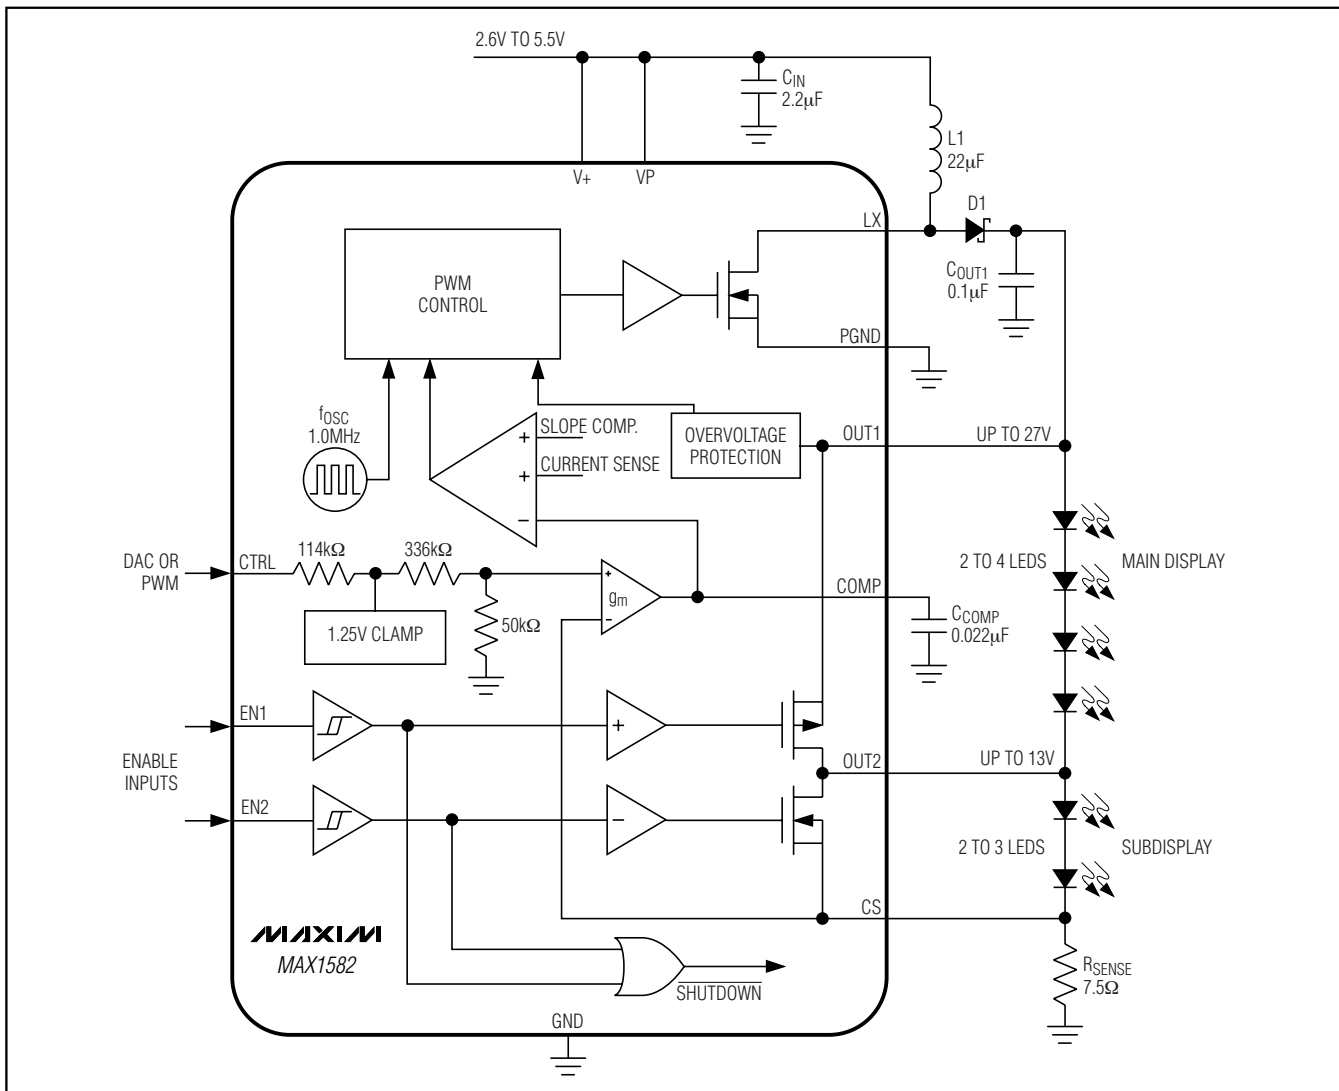 2.6V TO 5.5V
CIN
2.2µF
L1
22µF
V+
VP
D1
LX
PWM
CONTROL
COUT1
0.1µF
PGND
fOSC
1.0MHz
SLOPE COMP.
CURRENT SENSE
OVERVOLTAGE
PROTECTION
OUT1
UP TO 27V
+
+
−
DAC OR
PWM
CTRL
114kΩ
336kΩ
1.25V CLAMP
50kΩ
+
gm
-
COMP
CCOMP
0.022µF
2 TO 4 LEDS
MAIN DISPLAY
ENABLE
INPUTS
EN1
+
OUT2
UP TO 13V
EN2
−
2 TO 3 LEDS
SUBDISPLAY
CS
MAXIM
MAX1582
SHUTDOWN
RSENSE
7.5Ω
GND